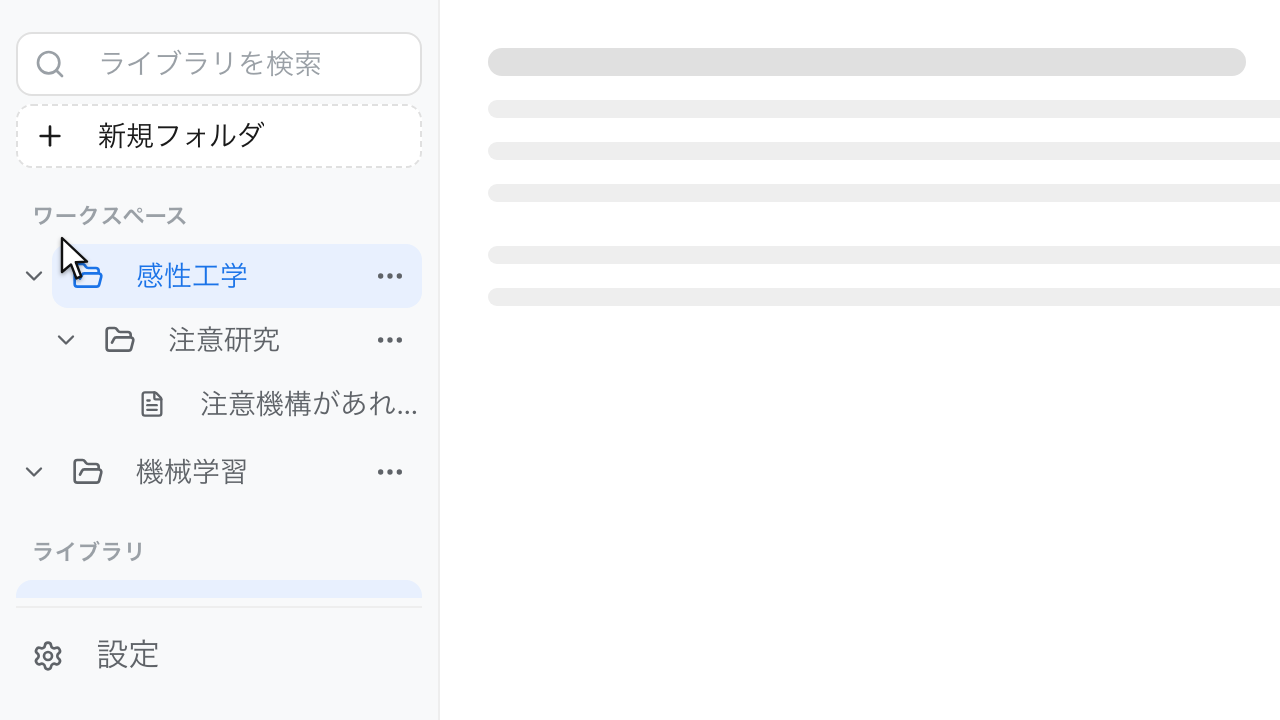 ライブラリを検索
新規フォルダ
ワークスペース
感性工学
注意研究
注意機構があれ...
機械学習
ライブラリ
設定